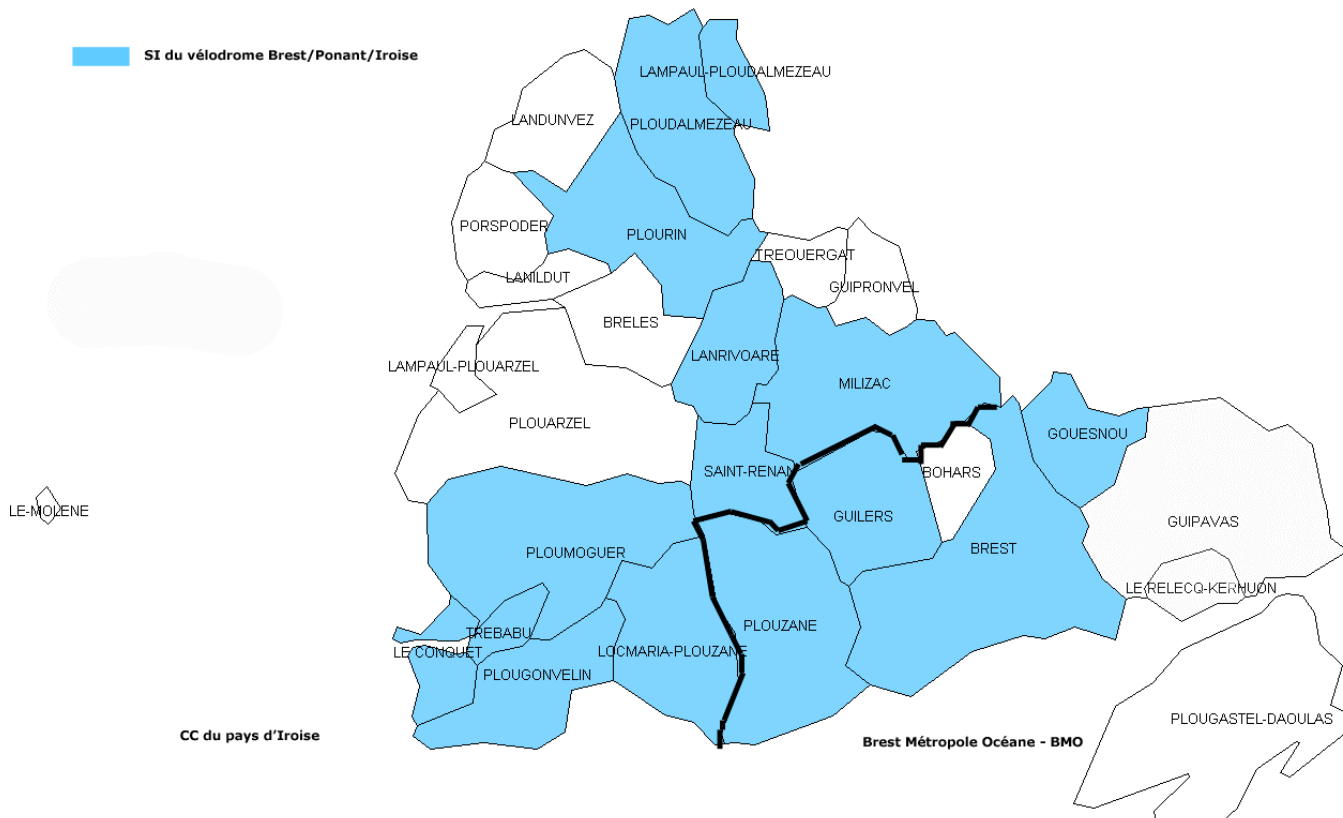 SI du vélodrome Brest/Ponant/Iroise
LAMPAUL-PLOUDALMEZEAU
LANDUNVEZ
PLOUDALMEZEAU
PORSPODER
PLOURIN
TREOUERGAT
LANILDUT
GUIPRONVEL
BRELES
LANRIVOARE
LAMPAUL-PLOUARZEL
MILIZAC
PLOUARZEL
GOUESNOU
SAINT-RENAN
BOHARS
LE-MOLENE
GUILERS
GUIPAVAS
PLOUMOGUER
BREST
LE-RELECQ-KERHUON
TREBABU
PLOUZANE
LE CONQUET
LOCMARIA-PLOUZANE
PLOUGONVELIN
PLOUGASTEL-DAOULAS
CC du pays d'Iroise
Brest Métropole Océane - BMO